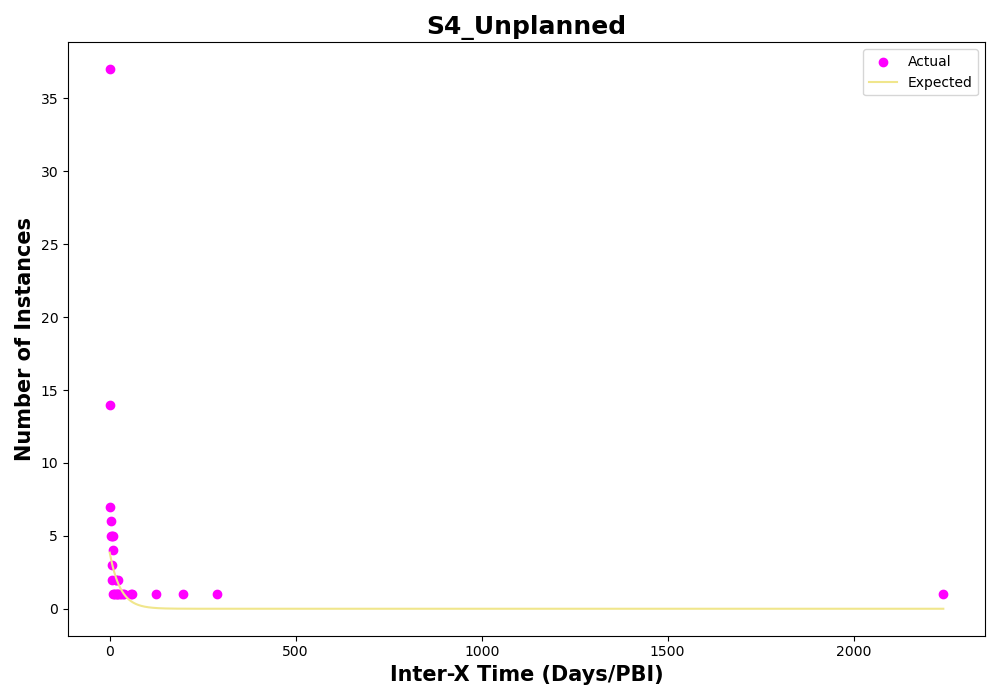 S4_Unplanned
Actual
Expected
Number of Instances
35
30
25
20
15
10
5
0
0
500
1000
1500
2000
Inter-X Time (Days/PBI)